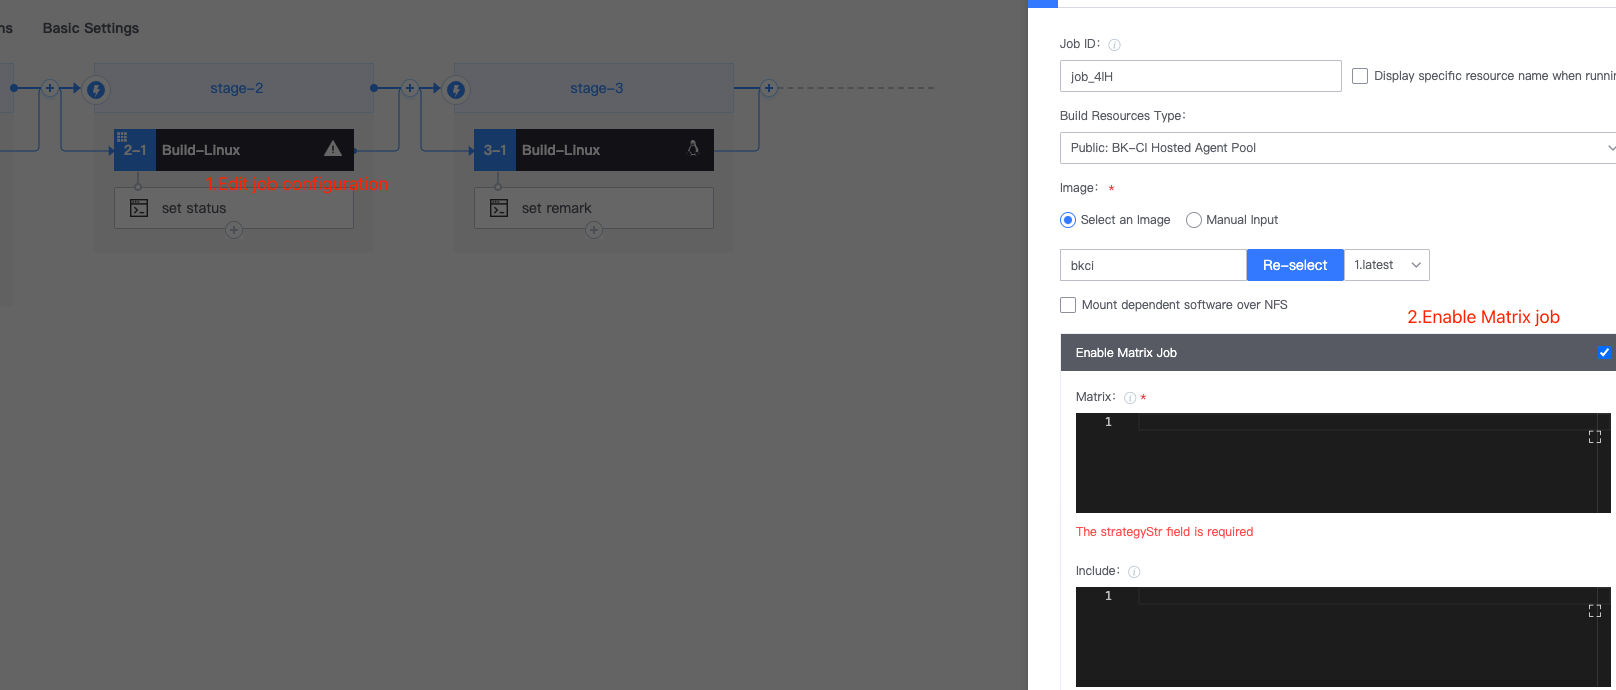 ns Basic Settings
stage-2
stage-3
2-1 Build-Linux
3-1 Build-Linux
1.Edit job configuration
set status
set remark
Job ID:
job_4lH
Display specific resource name when runnin
Build Resources Type:
Public: BK-CI Hosted Agent Pool
Image: *
Select an Image Manual Input
bkci Re-select 1.latest
Mount dependent software over NFS
2.Enable Matrix job
Enable Matrix Job
Matrix: *
1
The strategyStr field is required
Include:
1